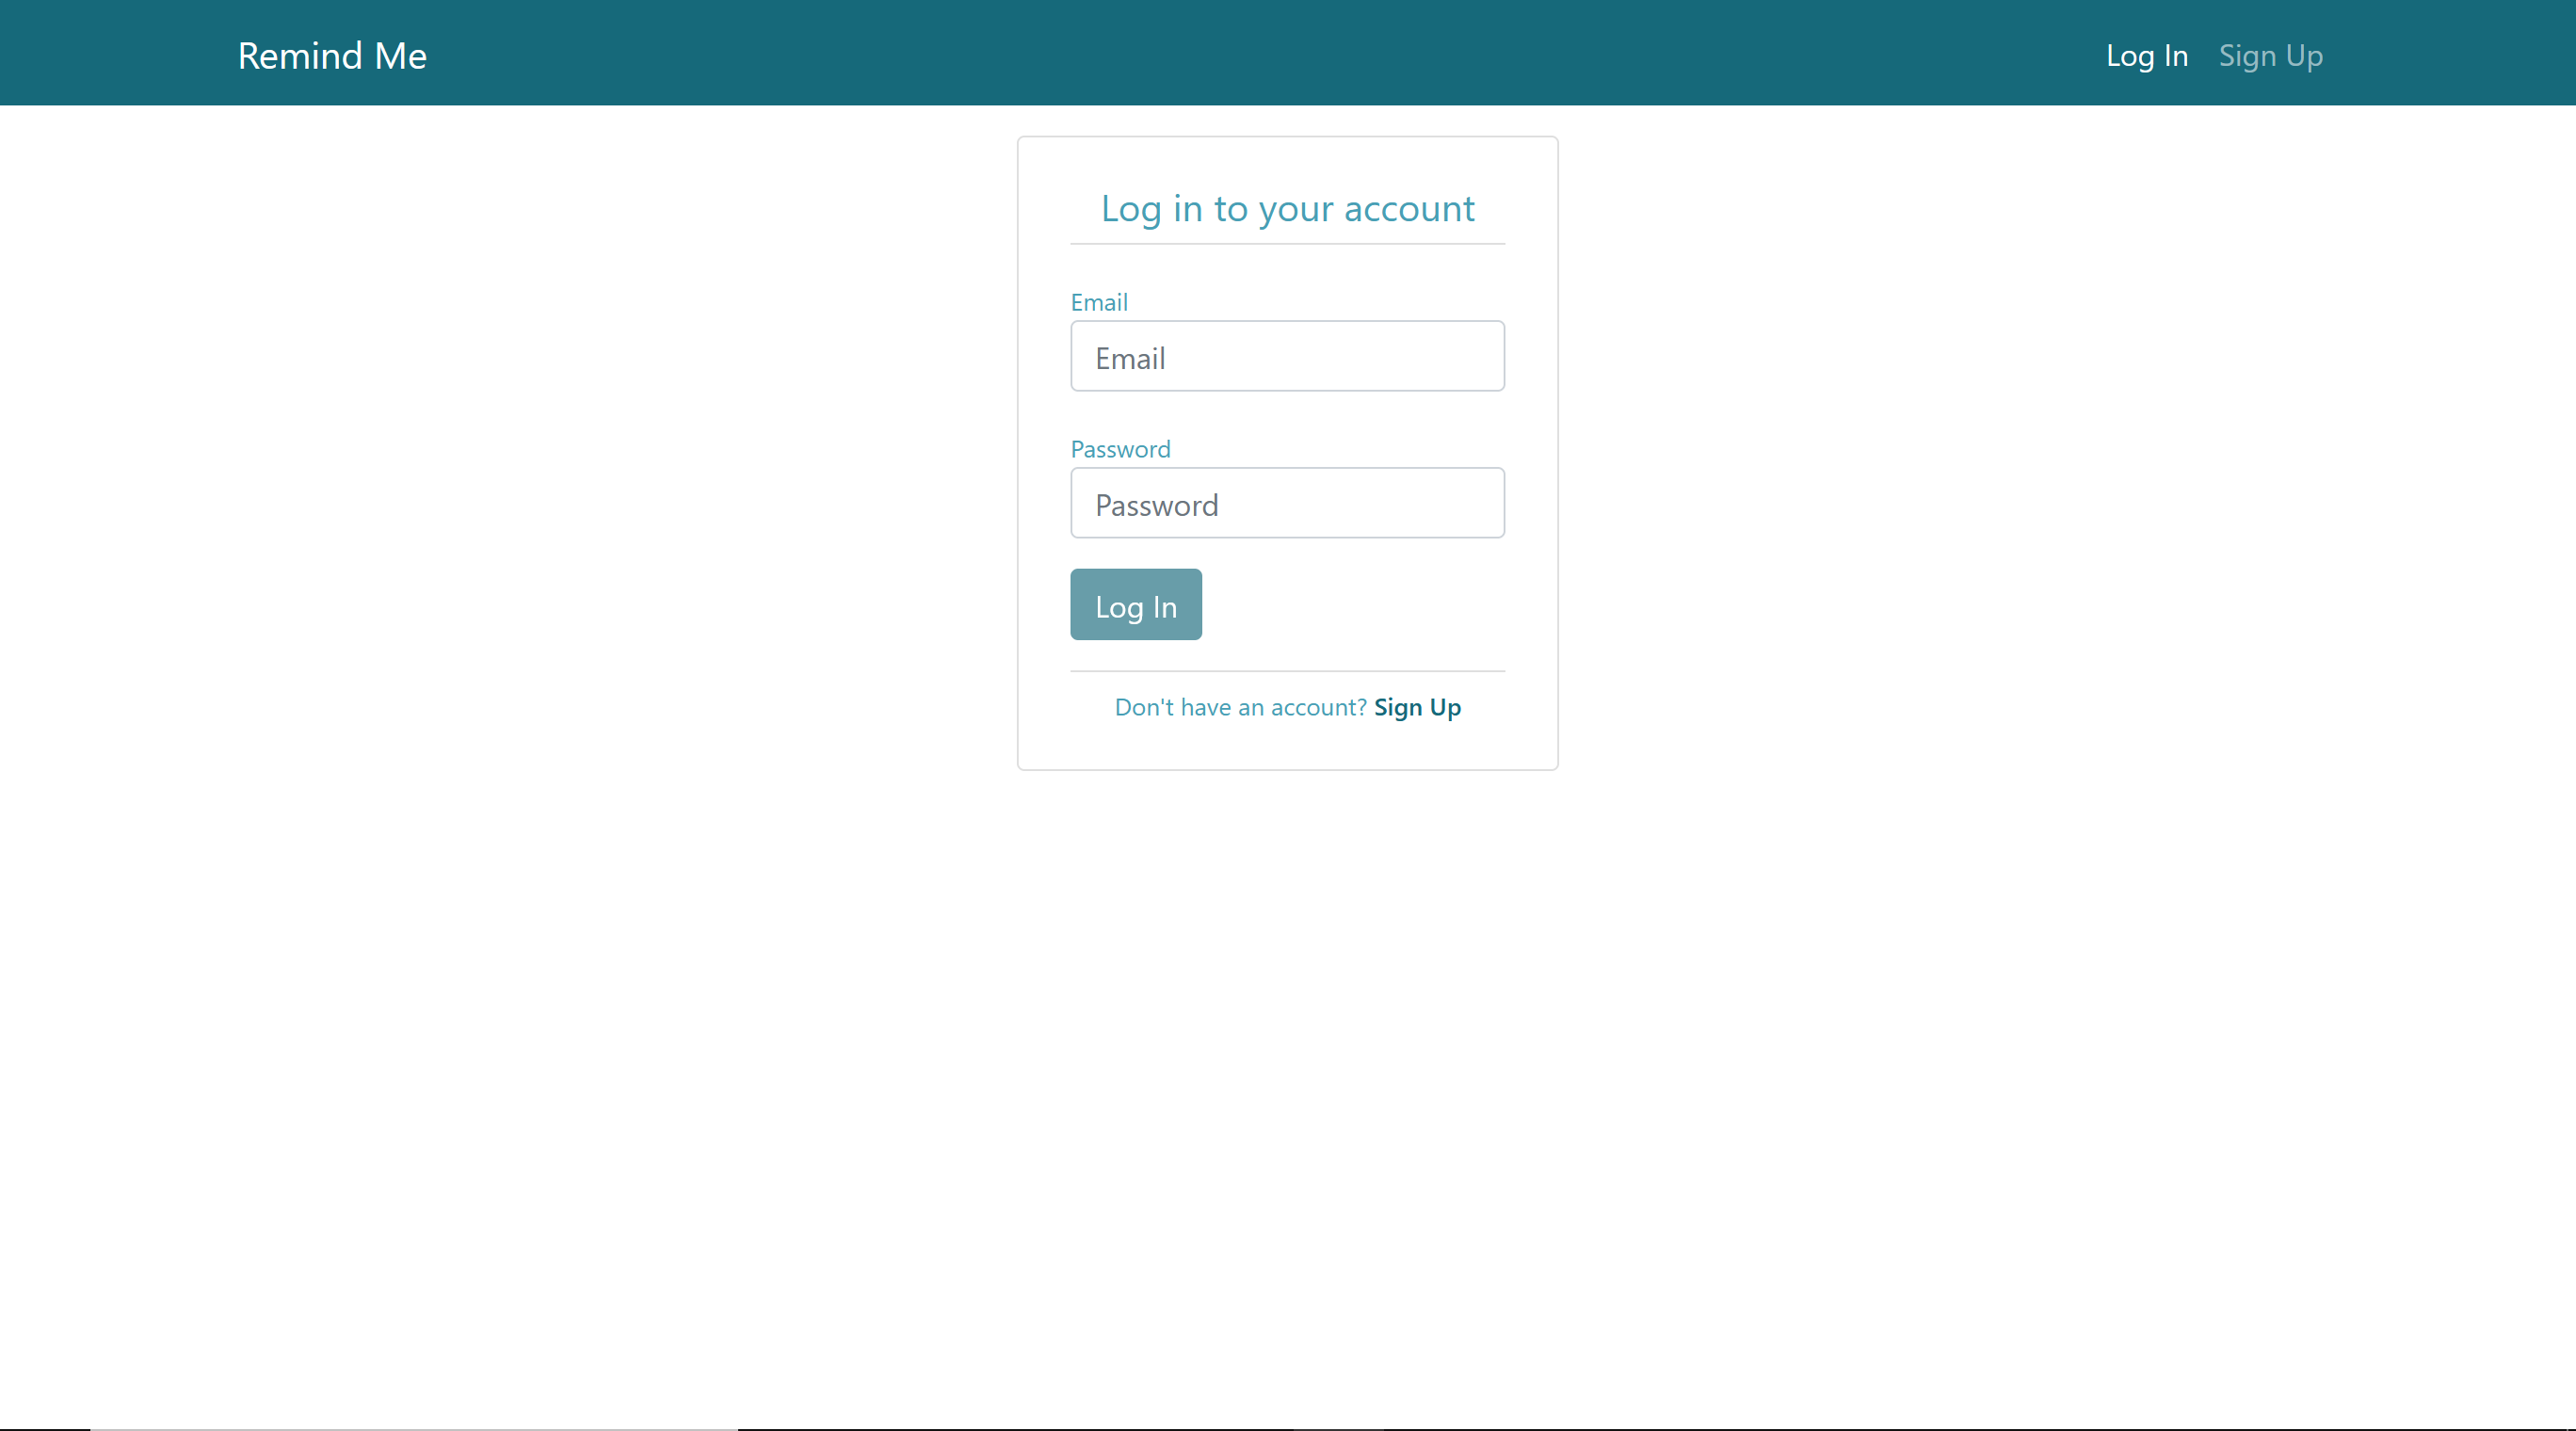 Remind Me
Log In Sign Up
Log in to your account
Email
Email
Password
Password
Log In
Don't have an account? Sign Up